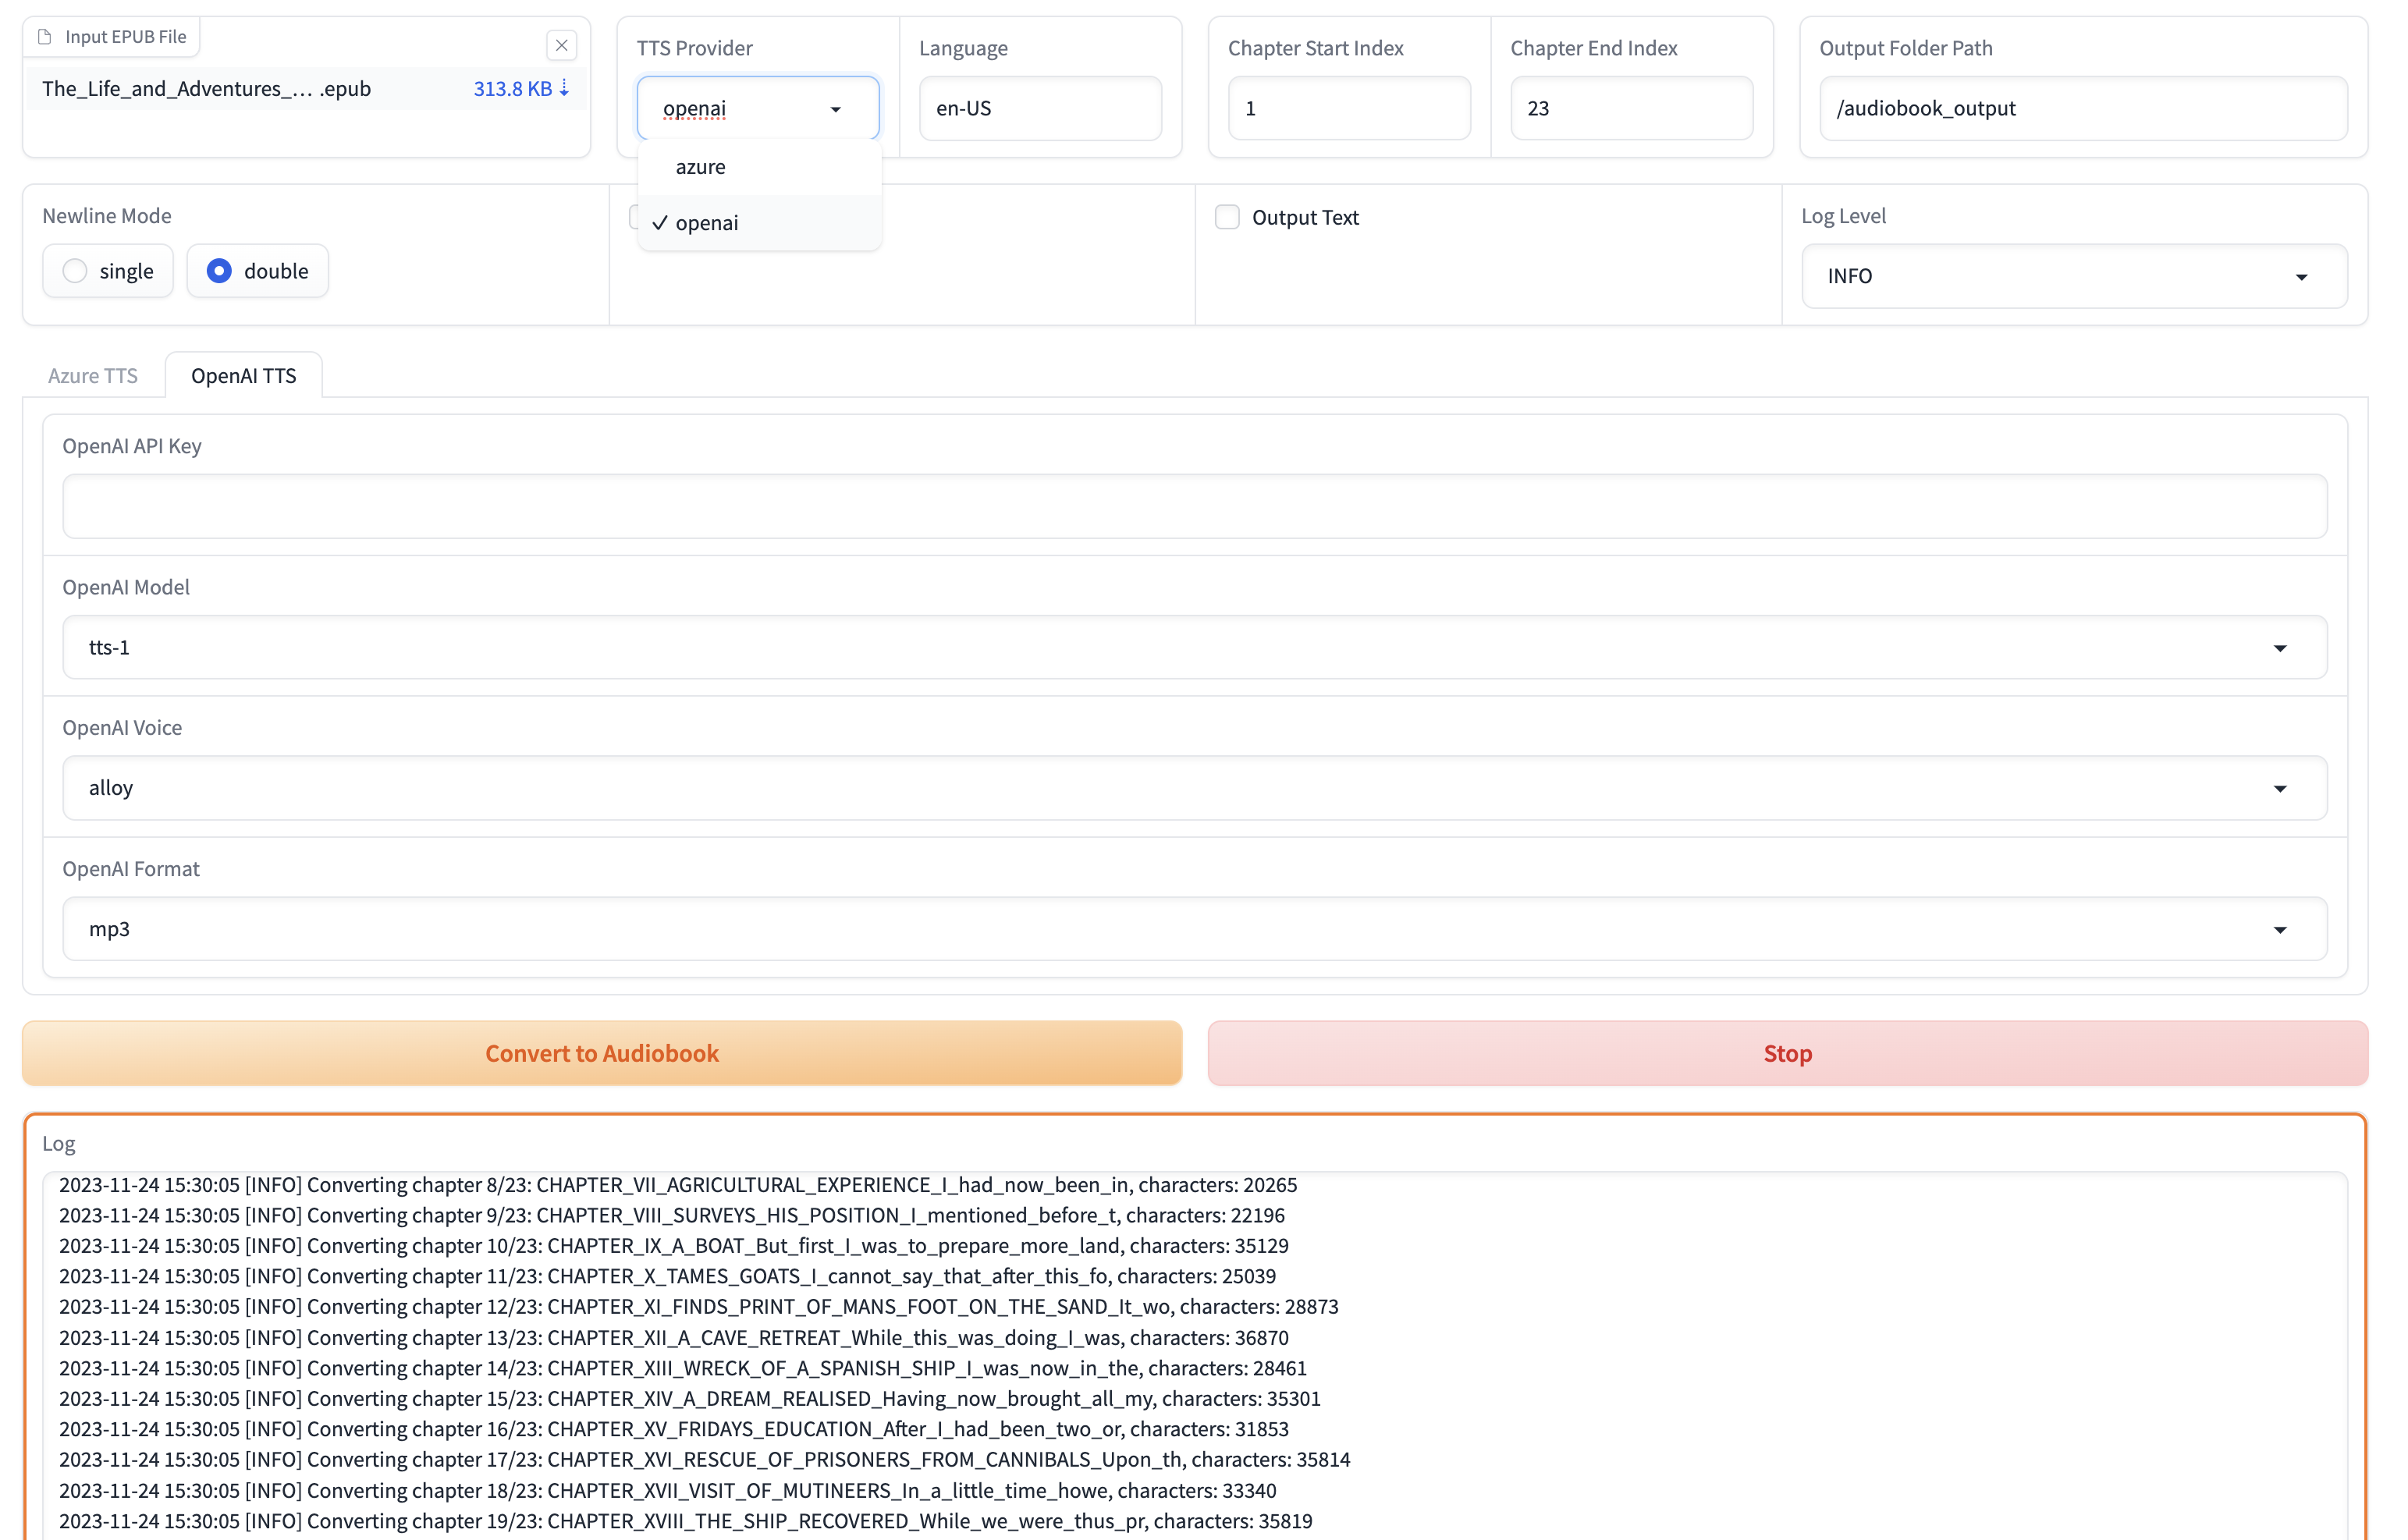 Input EPUB File
The_Life_and_Adventures_… .epub 313.8 KB ↓
TTS Provider
openai
azure
✓ openai
Language
en-US
Chapter Start Index
1
Chapter End Index
23
Output Folder Path
/audiobook_output
Newline Mode
single double
Output Text
Log Level
INFO
Azure TTS OpenAI TTS
OpenAI API Key
OpenAI Model
tts-1
OpenAI Voice
alloy
OpenAI Format
mp3
Convert to Audiobook Stop
Log
2023-11-24 15:30:05 [INFO] Converting chapter 8/23: CHAPTER_VII_AGRICULTURAL_EXPERIENCE_I_had_now_been_in, characters: 20265
2023-11-24 15:30:05 [INFO] Converting chapter 9/23: CHAPTER_VIII_SURVEYS_HIS_POSITION_I_mentioned_before_t, characters: 22196
2023-11-24 15:30:05 [INFO] Converting chapter 10/23: CHAPTER_IX_A_BOAT_But_first_I_was_to_prepare_more_land, characters: 35129
2023-11-24 15:30:05 [INFO] Converting chapter 11/23: CHAPTER_X_TAMES_GOATS_I_cannot_say_that_after_this_fo, characters: 25039
2023-11-24 15:30:05 [INFO] Converting chapter 12/23: CHAPTER_XI_FINDS_PRINT_OF_MANS_FOOT_ON_THE_SAND_It_wo, characters: 28873
2023-11-24 15:30:05 [INFO] Converting chapter 13/23: CHAPTER_XII_A_CAVE_RETREAT_While_this_was_doing_I_was, characters: 36870
2023-11-24 15:30:05 [INFO] Converting chapter 14/23: CHAPTER_XIII_WRECK_OF_A_SPANISH_SHIP_I_was_now_in_the, characters: 28461
2023-11-24 15:30:05 [INFO] Converting chapter 15/23: CHAPTER_XIV_A_DREAM_REALISED_Having_now_brought_all_my, characters: 35301
2023-11-24 15:30:05 [INFO] Converting chapter 16/23: CHAPTER_XV_FRIDAYS_EDUCATION_After_I_had_been_two_or, characters: 31853
2023-11-24 15:30:05 [INFO] Converting chapter 17/23: CHAPTER_XVI_RESCUE_OF_PRISONERS_FROM_CANNIBALS_Upon_th, characters: 35814
2023-11-24 15:30:05 [INFO] Converting chapter 18/23: CHAPTER_XVII_VISIT_OF_MUTINEERS_In_a_little_time_howe, characters: 33340
2023-11-24 15:30:05 [INFO] Converting chapter 19/23: CHAPTER_XVIII_THE_SHIP_RECOVERED_While_we_were_thus_pr, characters: 35819